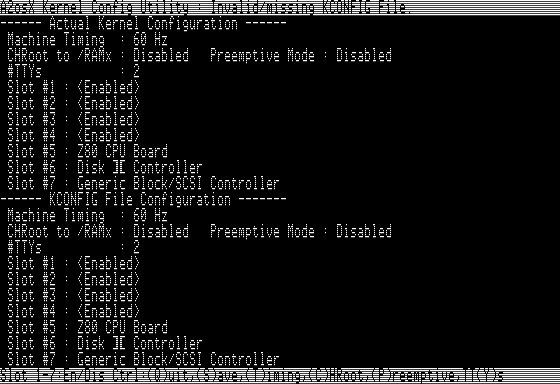 A2osX Kernel Config Utility : Invalid/missing KCONFIG File.
------ Actual Kernel Configuration ------
Machine Timing : 60 Hz
CHRoot to /RAMx : Disabled Preemptive Mode : Disabled
#TTYs : 2
Slot #1 : <Enabled>
Slot #2 : <Enabled>
Slot #3 : <Enabled>
Slot #4 : <Enabled>
Slot #5 : Z80 CPU Board
Slot #6 : Disk ][ Controller
Slot #7 : Generic Block/SCSI Controller
------ KCONFIG File Configuration -------
Machine Timing : 60 Hz
CHRoot to /RAMx : Disabled Preemptive Mode : Disabled
#TTYs : 2
Slot #1 : <Enabled>
Slot #2 : <Enabled>
Slot #3 : <Enabled>
Slot #4 : <Enabled>
Slot #5 : Z80 CPU Board
Slot #6 : Disk ][ Controller
Slot #7 : Generic Block/SCSI Controller
Slot 1-7 En/Dis Ctrl-(Q)uit,(S)ave,(T)iming,(C)HRoot,(P)reemptive,T(Y)s